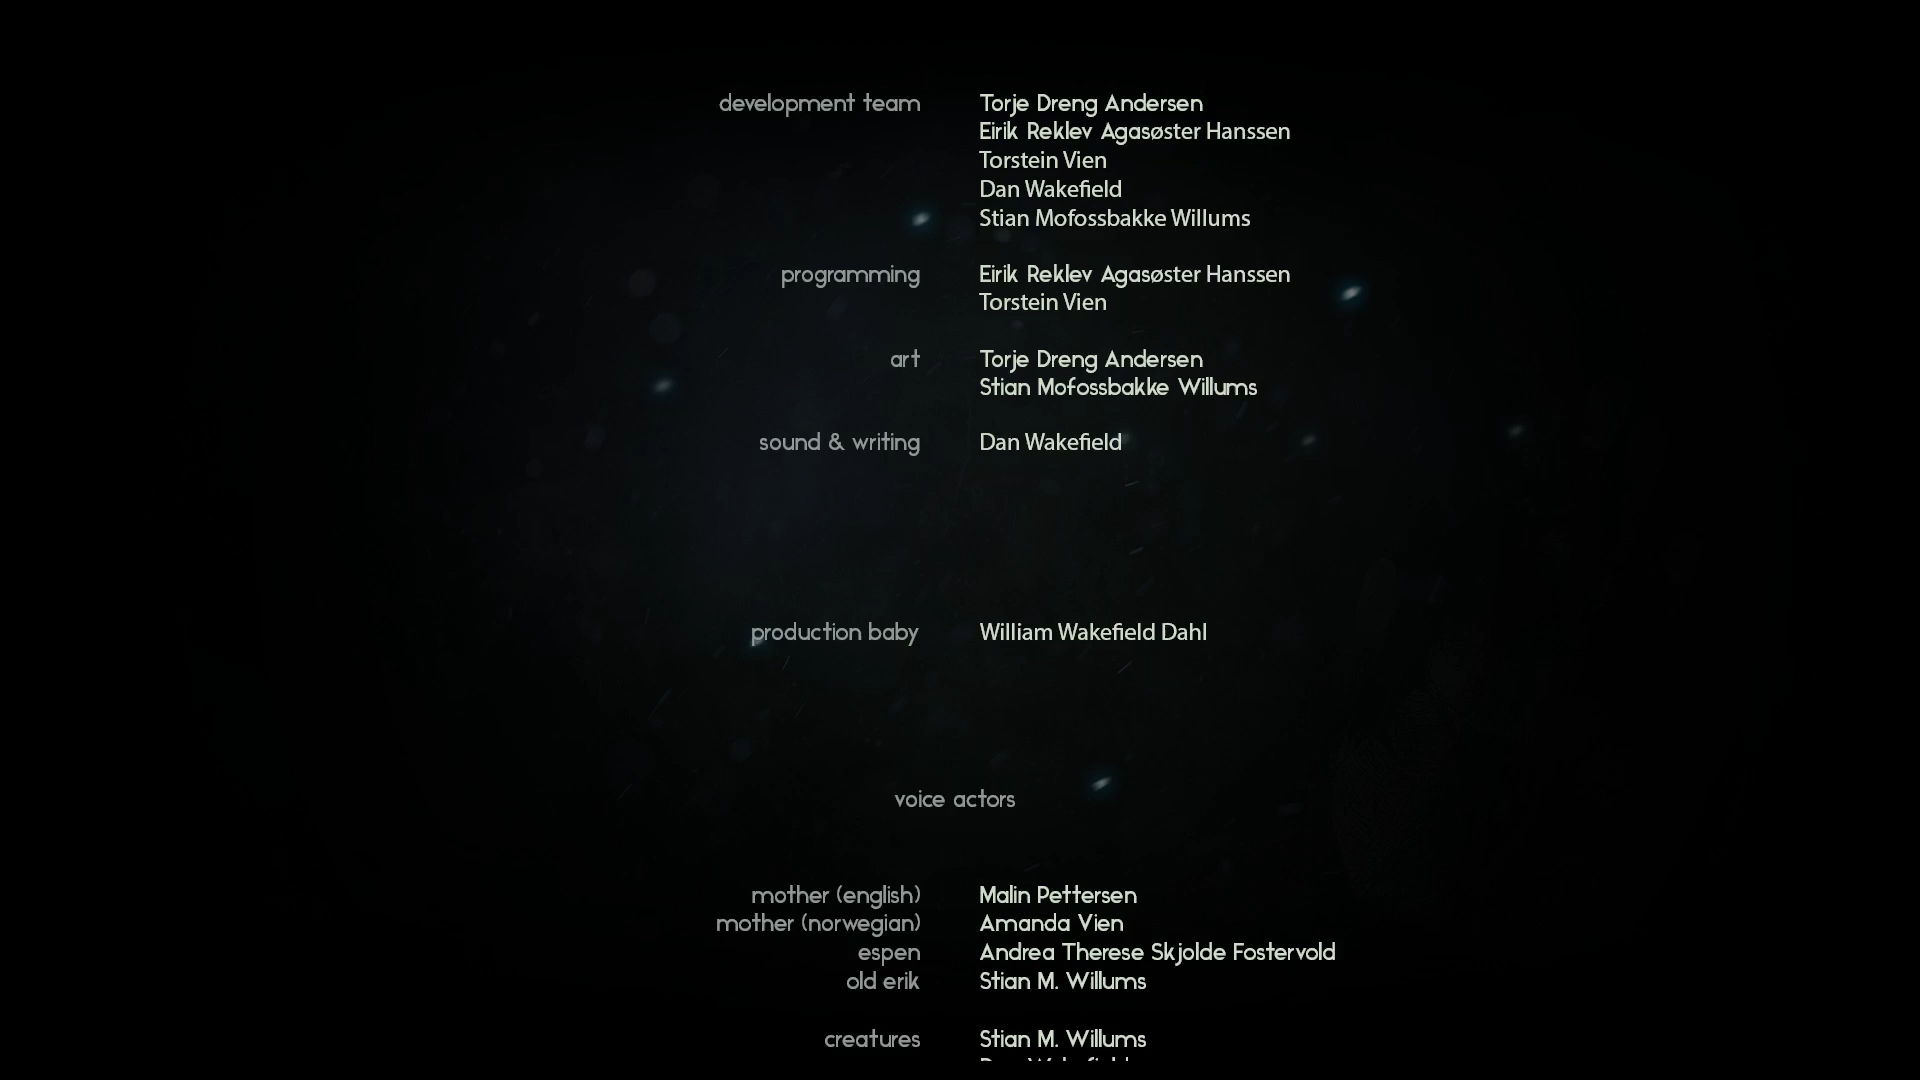 development team Torje Dreng Andersen
Eirik Reklev Agasøster Hanssen
Torstein Vien
Dan Wakefield
Stian Mofossbakke Willums
programming Eirik Reklev Agasøster Hanssen
Torstein Vien
art Torje Dreng Andersen
Stian Mofossbakke Willums
sound & writing Dan Wakefield
production baby William Wakefield Dahl
voice actors
mother (english) Malin Pettersen
mother (norwegian) Amanda Vien
espen Andrea Therese Skjolde Fostervold
old erik Stian M. Willums
creatures Stian M. Willums